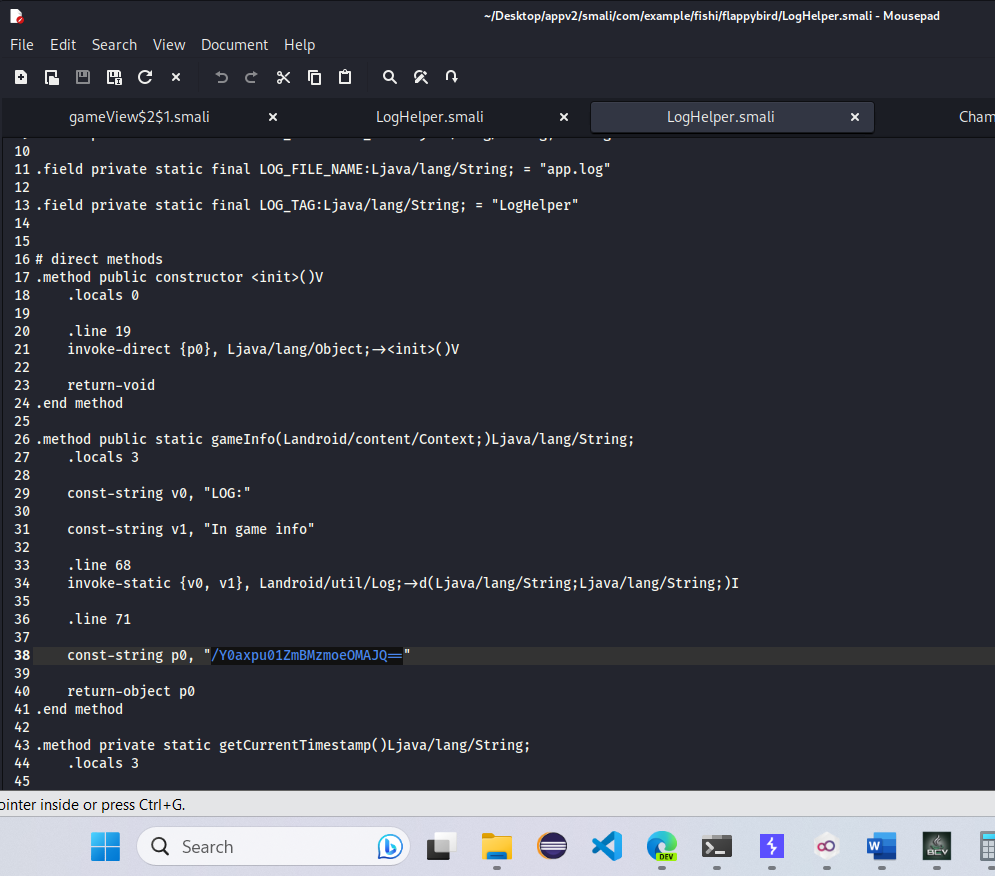 ~/Desktop/appv2/smali/com/example/fishi/flappybird/LogHelper.smali - Mousepad
File Edit Search View Document Help
gameView$2$1.smali × LogHelper.smali × LogHelper.smali × Cham
10
11 .field private static final LOG_FILE_NAME:Ljava/lang/String; = "app.log"
12
13 .field private static final LOG_TAG:Ljava/lang/String; = "LogHelper"
14
15
16 # direct methods
17 .method public constructor <init>()V
18     .locals 0
19
20     .line 19
21     invoke-direct {p0}, Ljava/lang/Object;-><init>()V
22
23     return-void
24 .end method
25
26 .method public static gameInfo(Landroid/content/Context;)Ljava/lang/String;
27     .locals 3
28
29     const-string v0, "LOG:"
30
31     const-string v1, "In game info"
32
33     .line 68
34     invoke-static {v0, v1}, Landroid/util/Log;->d(Ljava/lang/String;Ljava/lang/String;)I
35
36     .line 71
37
38     const-string p0, "/Y0axpu01ZmBMzmoeOMAJQ=="
39
40     return-object p0
41 .end method
42
43 .method private static getCurrentTimestamp()Ljava/lang/String;
44     .locals 3
45
ointer inside or press Ctrl+G.
Search
DEV
BCV